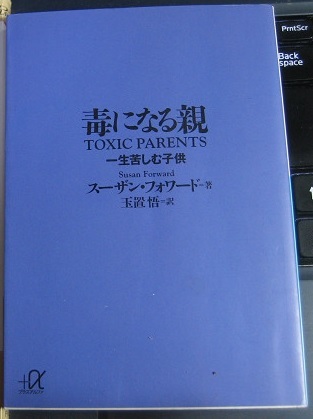 毒になる親
TOXIC PARENTS
一生苦しむ子供
Susan Forward
スーザン・フォワード=著
玉置 悟=訳
+α
PrntScr
Back
space